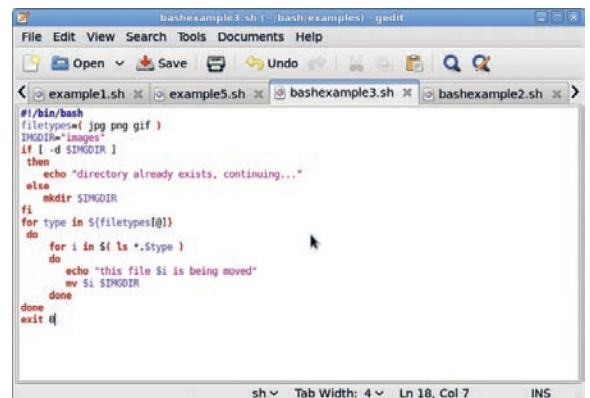 bashexample3.sh (~/bash/examples) - gedit
File Edit View Search Tools Documents Help
Open Save Undo
example1.sh example5.sh bashexample3.sh bashexample2.sh
#!/bin/bash
filetypes=( jpg png gif )
IMGDIR="images"
if [ -d $IMGDIR ]
then
echo "directory already exists, continuing..."
else
mkdir $IMGDIR
fi
for type in ${filetypes[@]}
do
for i in $( ls *.$type )
do
echo "this file $i is being moved"
mv $i $IMGDIR
done
done
exit 0
sh Tab Width: 4 Ln 18, Col 7 INS